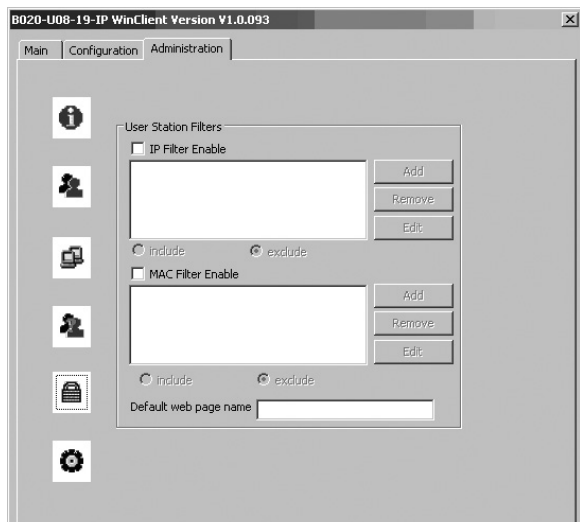 B020-U08-19-IP WinClient Version V1.0.093
Main Configuration Administration
User Station Filters
IP Filter Enable
Add
Remove
Edit
include exclude
MAC Filter Enable
Add
Remove
Edit
include exclude
Default web page name